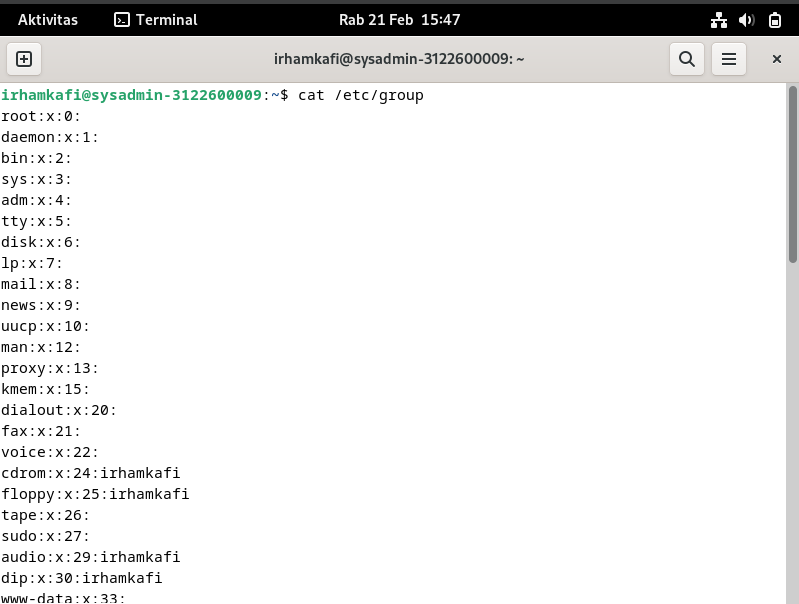 Aktivitas Terminal Rab 21 Feb 15:47
irhamkafi@sysadmin-3122600009: ~
irhamkafi@sysadmin-3122600009:~$ cat /etc/group
root:x:0:
daemon:x:1:
bin:x:2:
sys:x:3:
adm:x:4:
tty:x:5:
disk:x:6:
lp:x:7:
mail:x:8:
news:x:9:
uucp:x:10:
man:x:12:
proxy:x:13:
kmem:x:15:
dialout:x:20:
fax:x:21:
voice:x:22:
cdrom:x:24:irhamkafi
floppy:x:25:irhamkafi
tape:x:26:
sudo:x:27:
audio:x:29:irhamkafi
dip:x:30:irhamkafi
www-data:x:33: